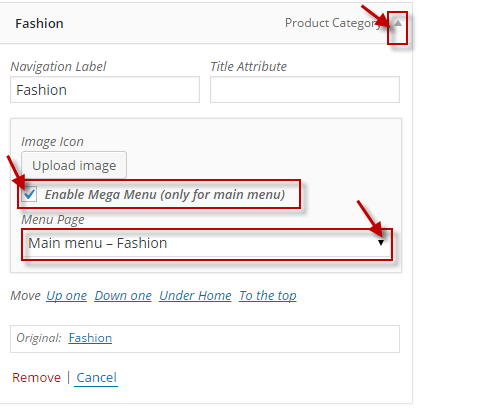 Fashion Product Category
Navigation Label Title Attribute
Fashion
Image Icon
Upload image
Enable Mega Menu (only for main menu)
Menu Page
Main menu – Fashion
Move Up one Down one Under Home To the top
Original: Fashion
Remove | Cancel